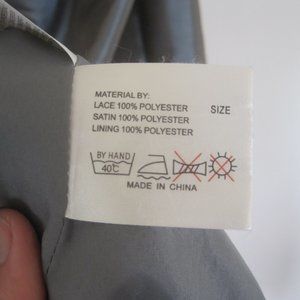 MATERIAL BY:
LACE 100% POLYESTER
SATIN 100% POLYESTER
LINING 100% POLYESTER
SIZE
BY HAND
40°C
MADE IN CHINA